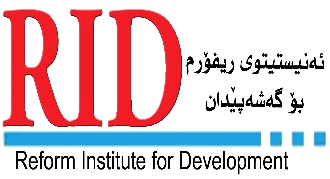 RID
ئەنیستیتوی ریفۆرم
بۆ گەشەپێدان
Reform Institute for Development